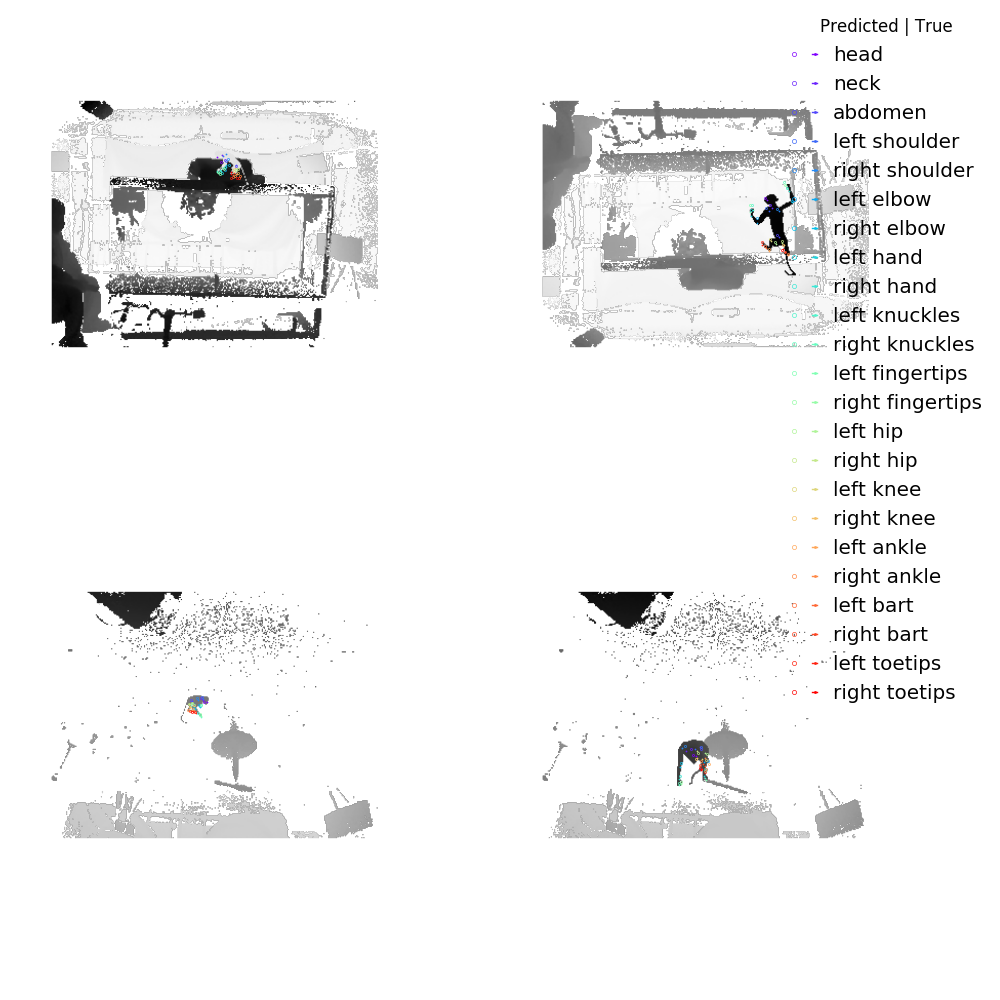 Predicted | True
head
neck
abdomen
left shoulder
right shoulder
left elbow
right elbow
left hand
right hand
left knuckles
right knuckles
left fingertips
right fingertips
left hip
right hip
left knee
right knee
left ankle
right ankle
left bart
right bart
left toetips
right toetips